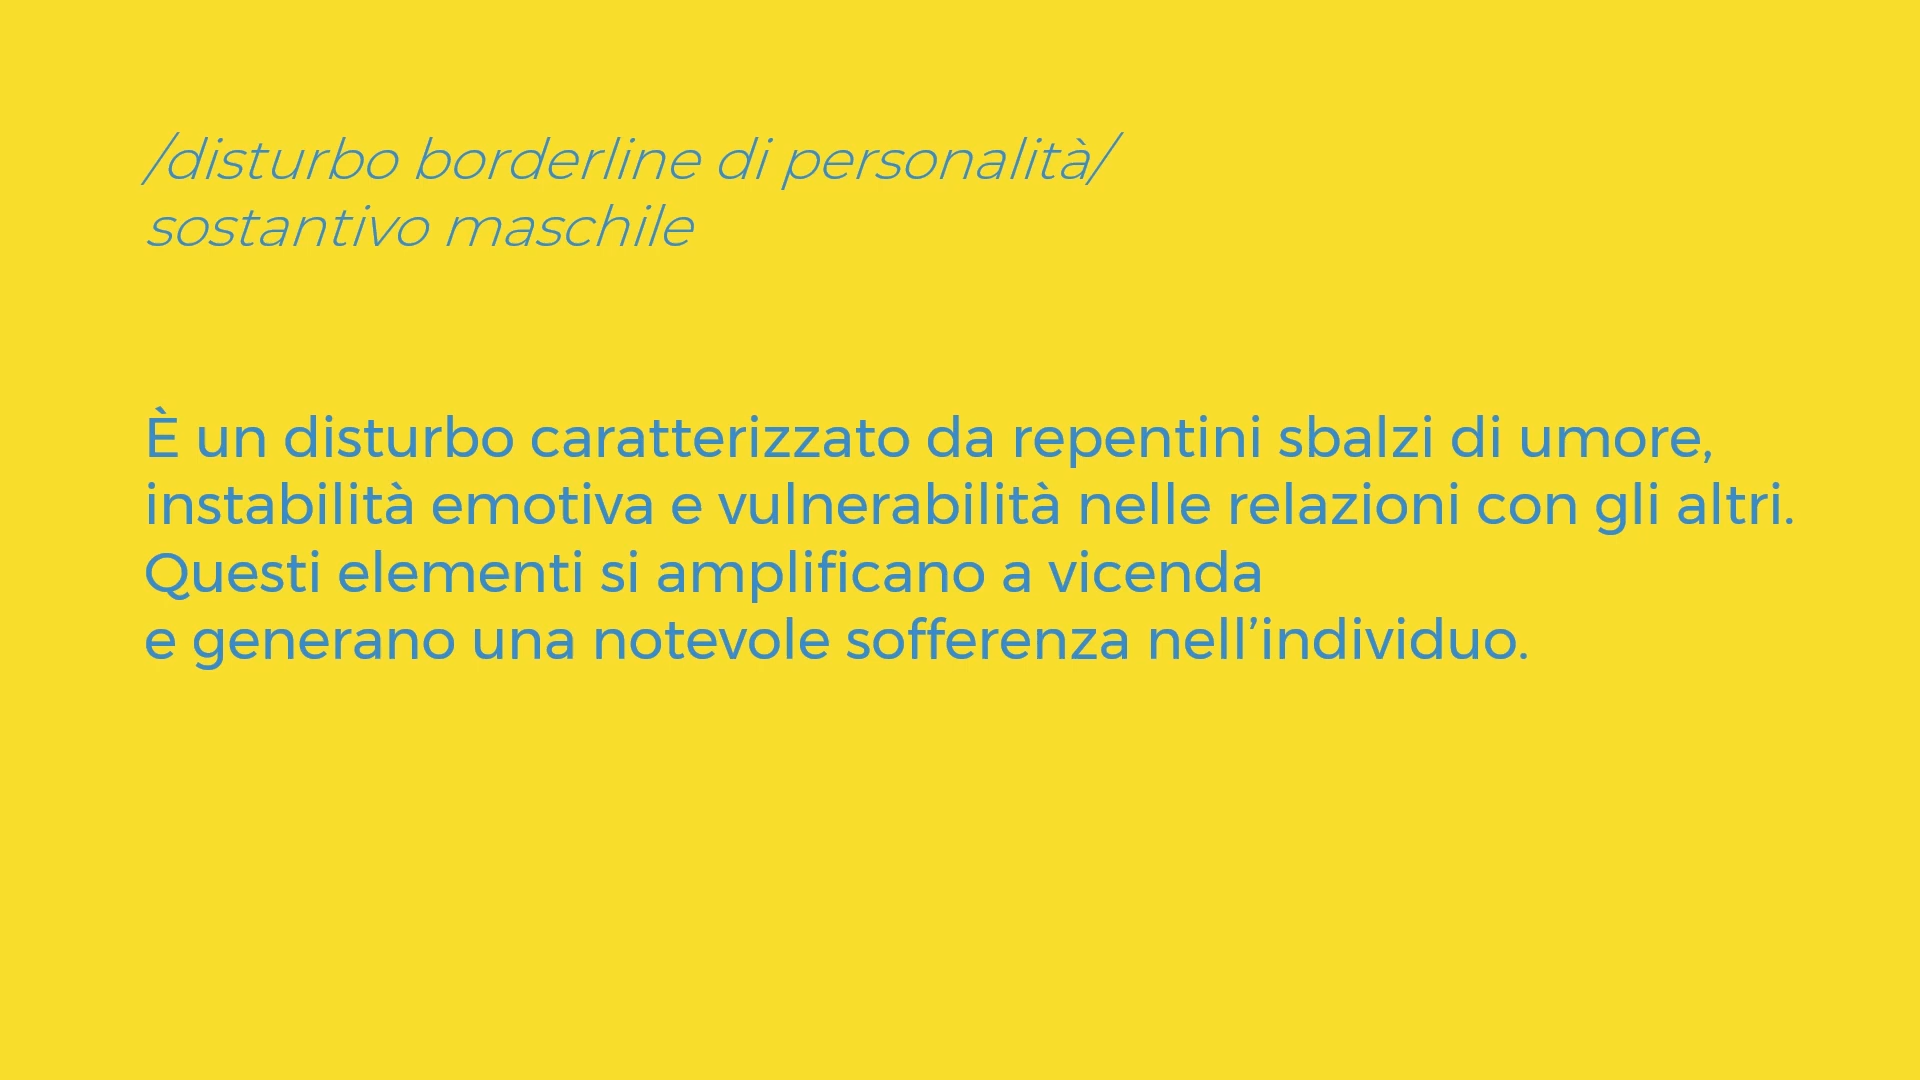 /disturbo borderline di personalità/
sostantivo maschile
È un disturbo caratterizzato da repentini sbalzi di umore,
instabilità emotiva e vulnerabilità nelle relazioni con gli altri.
Questi elementi si amplificano a vicenda
e generano una notevole sofferenza nell’individuo.